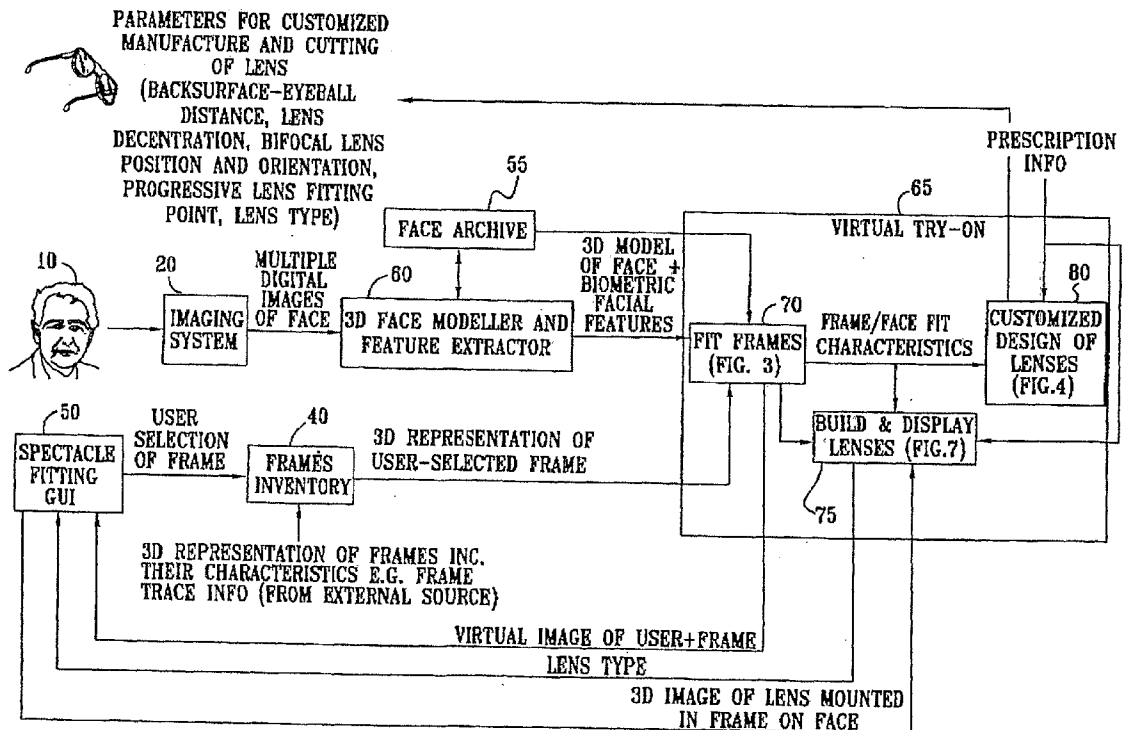 PARAMETERS FOR CUSTOMIZED
MANUFACTURE AND CUTTING
OF LENS
(BACKSURFACE-EYEBALL
DISTANCE, LENS
DECENTRATION, BIFOCAL LENS
POSITION AND ORIENTATION,
PROGRESSIVE LENS FITTING
POINT, LENS TYPE)
PRESCRIPTION
INFO
55
FACE ARCHIVE
65
VIRTUAL TRY-ON
10
20
IMAGING
SYSTEM
MULTIPLE
DIGITAL
IMAGES
OF FACE
60
3D FACE MODELLER AND
FEATURE EXTRACTOR
3D MODEL
OF FACE +
BIOMETRIC
FACIAL
FEATURES
70
FIT FRAMES
(FIG. 3)
FRAME/FACE FIT
CHARACTERISTICS
80
CUSTOMIZED
DESIGN OF
LENSES
(FIG.4)
50
SPECTACLE
FITTING
GUI
USER
SELECTION
OF FRAME
40
FRAMES
INVENTORY
3D REPRESENTATION OF
USER-SELECTED FRAME
BUILD & DISPLAY
LENSES (FIG.7)
75
3D REPRESENTATION OF FRAMES INC.
THEIR CHARACTERISTICS E.G. FRAME
TRACE INFO (FROM EXTERNAL SOURCE)
VIRTUAL IMAGE OF USER+FRAME
LENS TYPE
3D IMAGE OF LENS MOUNTED
IN FRAME ON FACE